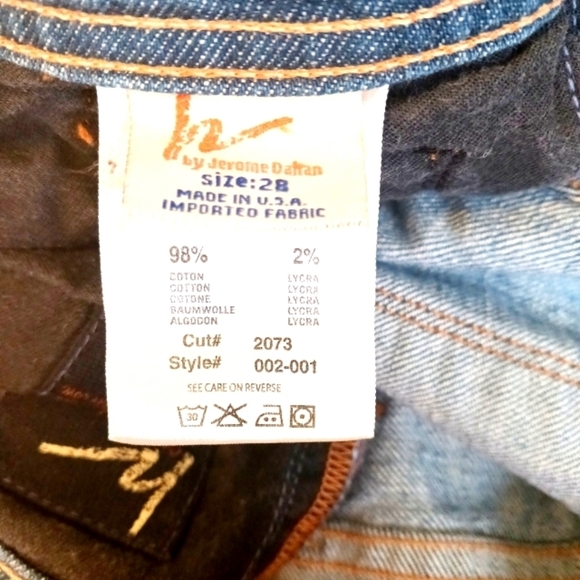 by Jerome Dahan
size:28
MADE IN U.S.A.
IMPORTED FABRIC
98% 2%
COTON LYCRA
COTTON LYCRA
COTONE LYCRA
BAUMWOLLE LYCRA
ALGODON LYCRA
Cut# 2073
Style# 002-001
SEE CARE ON REVERSE
30